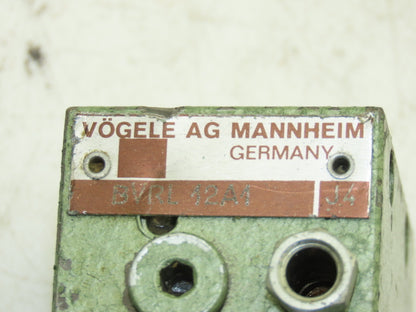 VÖGELE AG MANNHEIM
GERMANY
BVRL 12A1 J4